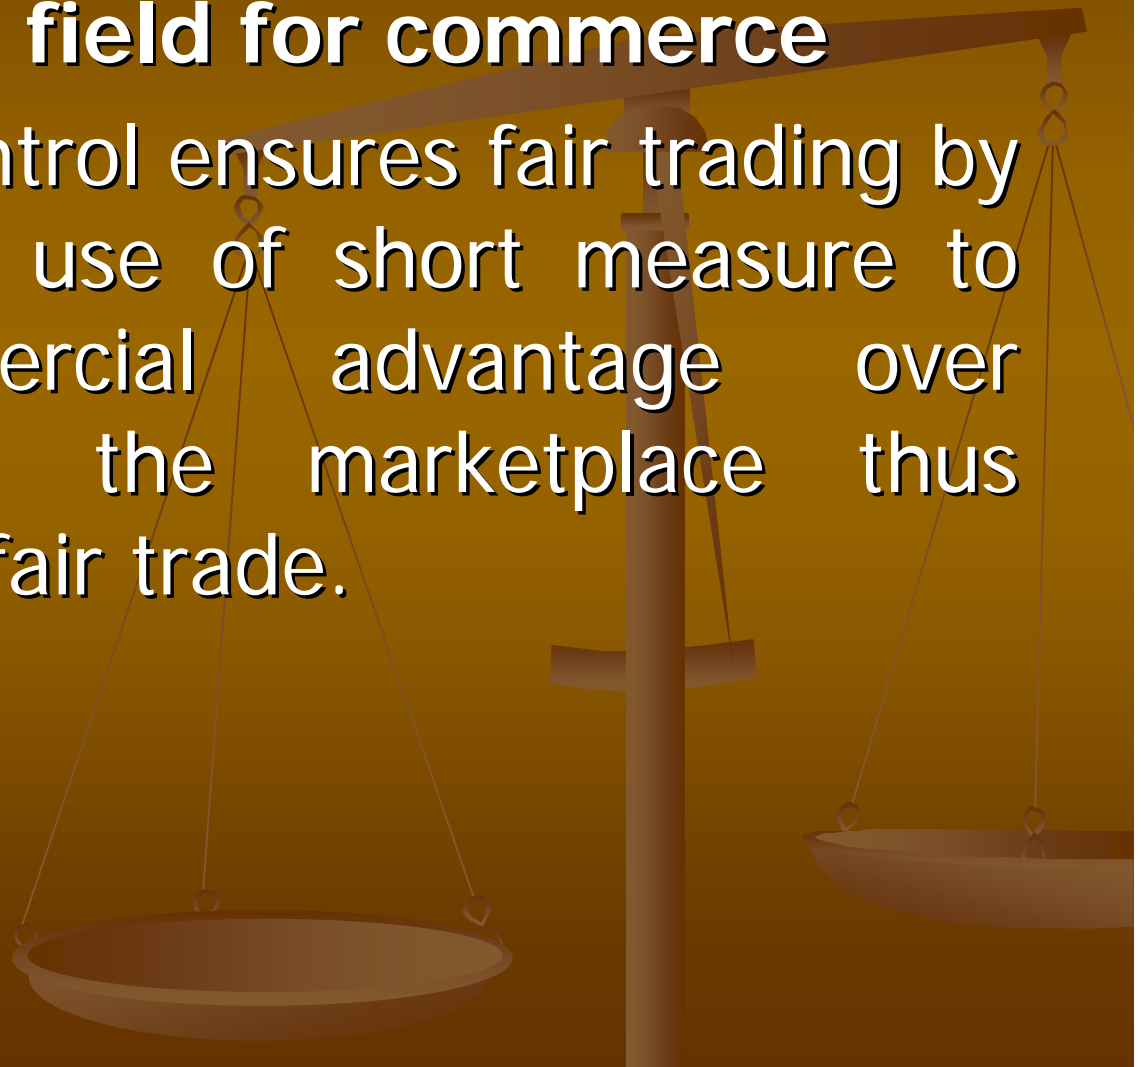 field for commerce
ntrol ensures fair trading by
use of short measure to
ercial advantage over
the marketplace thus
fair trade.